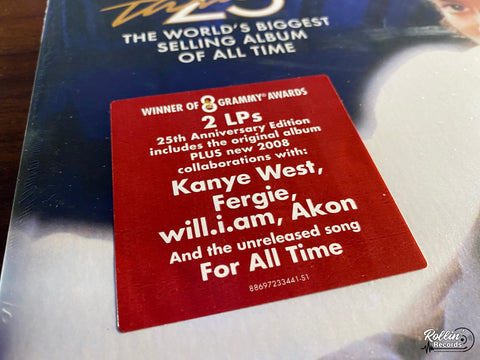 25
THE WORLD'S BIGGEST
SELLING ALBUM
OF ALL TIME
WINNER OF 8 GRAMMY® AWARDS
2 LPs
25th Anniversary Edition
includes the original album
PLUS new 2008
collaborations with:
Kanye West,
Fergie,
will.i.am, Akon
And the unreleased song
For All Time
88697233441-S1
Rollin'
Records